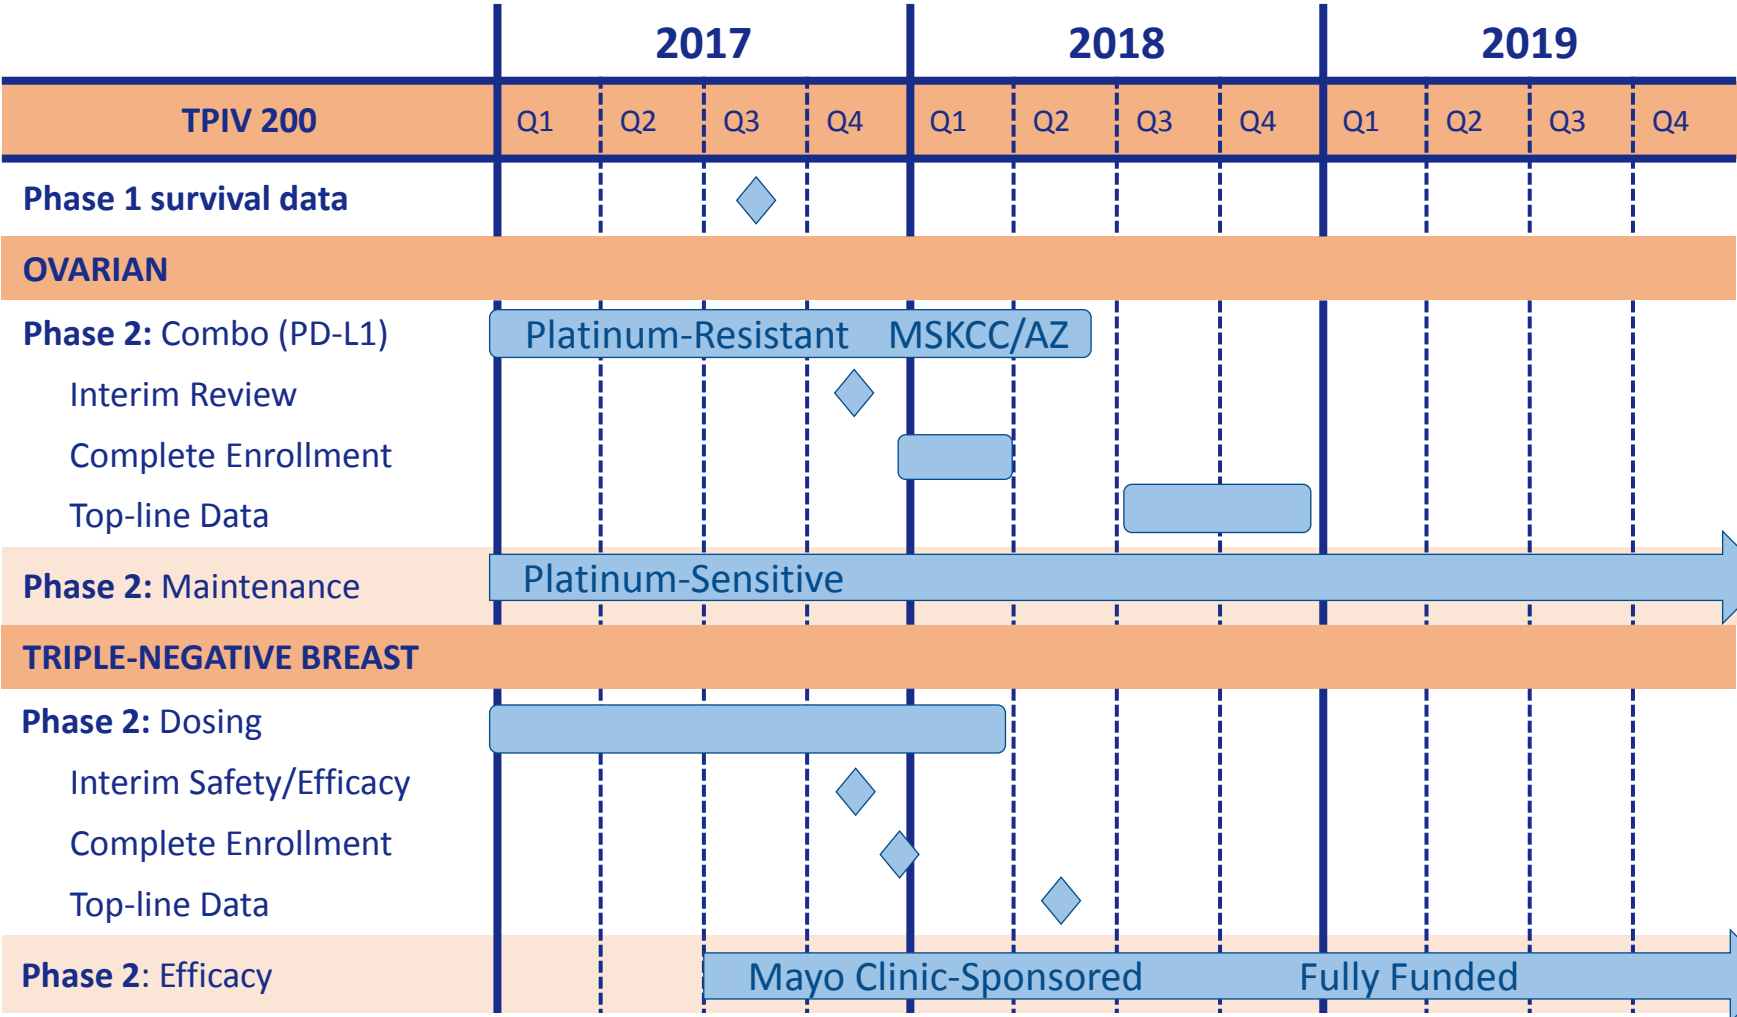 2017 2018 2019
TPIV 200 Q1 Q2 Q3 Q4 Q1 Q2 Q3 Q4 Q1 Q2 Q3 Q4
Phase 1 survival data
OVARIAN
Phase 2: Combo (PD-L1) Platinum-Resistant MSKCC/AZ
Interim Review
Complete Enrollment
Top-line Data
Phase 2: Maintenance Platinum-Sensitive
TRIPLE-NEGATIVE BREAST
Phase 2: Dosing
Interim Safety/Efficacy
Complete Enrollment
Top-line Data
Phase 2: Efficacy Mayo Clinic-Sponsored Fully Funded